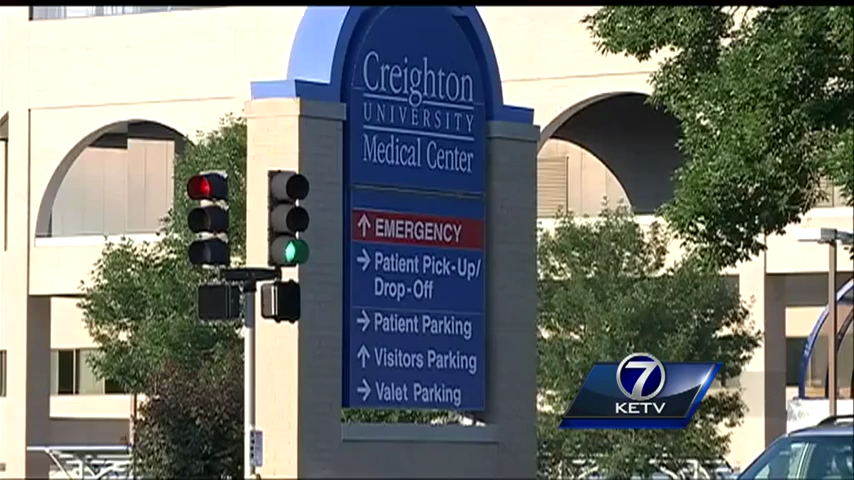 Creighton
UNIVERSITY
Medical Center
↑ EMERGENCY
→ Patient Pick-Up/
Drop-Off
→ Patient Parking
↑ Visitors Parking
→ Valet Parking
7
KETV